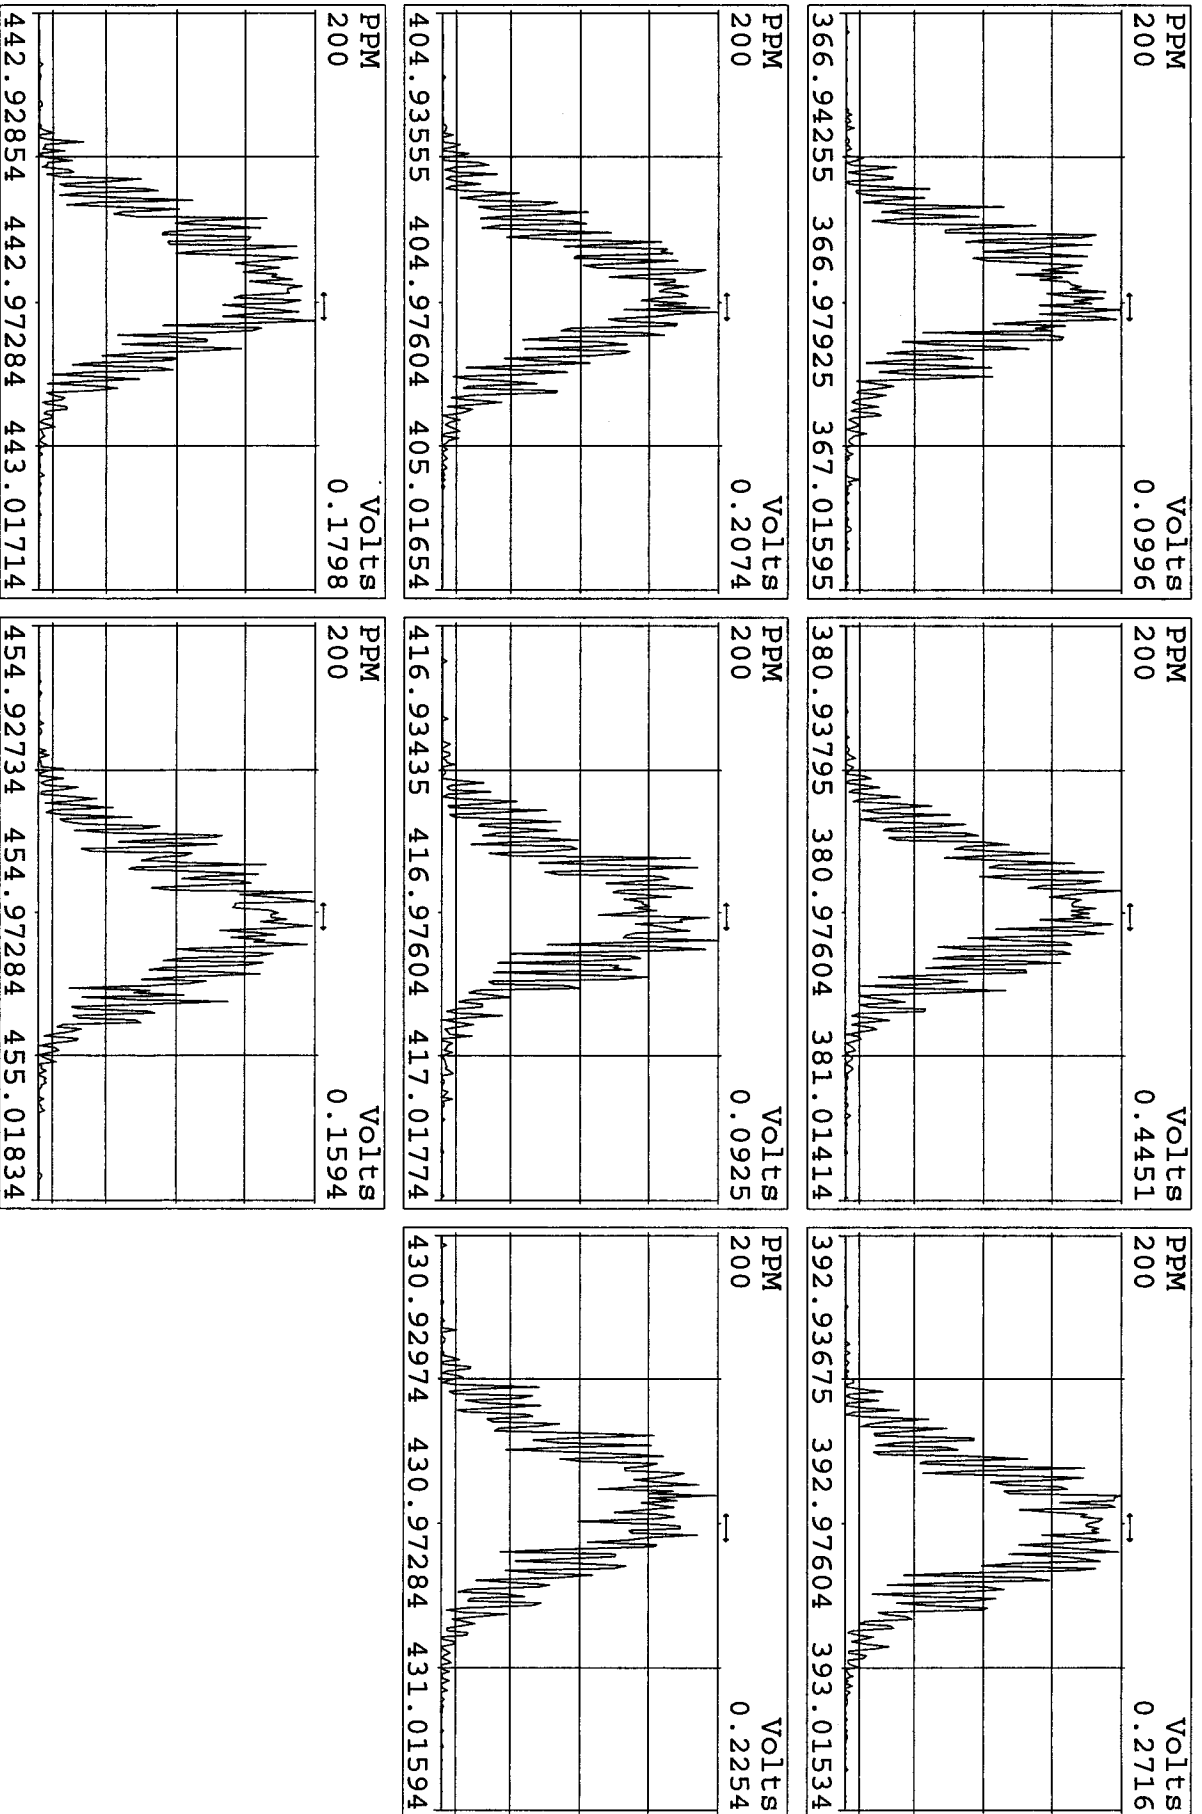 PPM Volts
200 0.0996
366.94255 366.97925 367.01595
PPM Volts
200 0.4451
380.93795 380.97604 381.01414
PPM Volts
200 0.2716
392.93675 392.97604 393.01534
PPM Volts
200 0.2074
404.93555 404.97604 405.01654
PPM Volts
200 0.0925
416.93435 416.97604 417.01774
PPM Volts
200 0.2254
430.92974 430.97284 431.01594
PPM Volts
200 0.1798
442.92854 442.97284 443.01714
PPM Volts
200 0.1594
454.92734 454.97284 455.01834